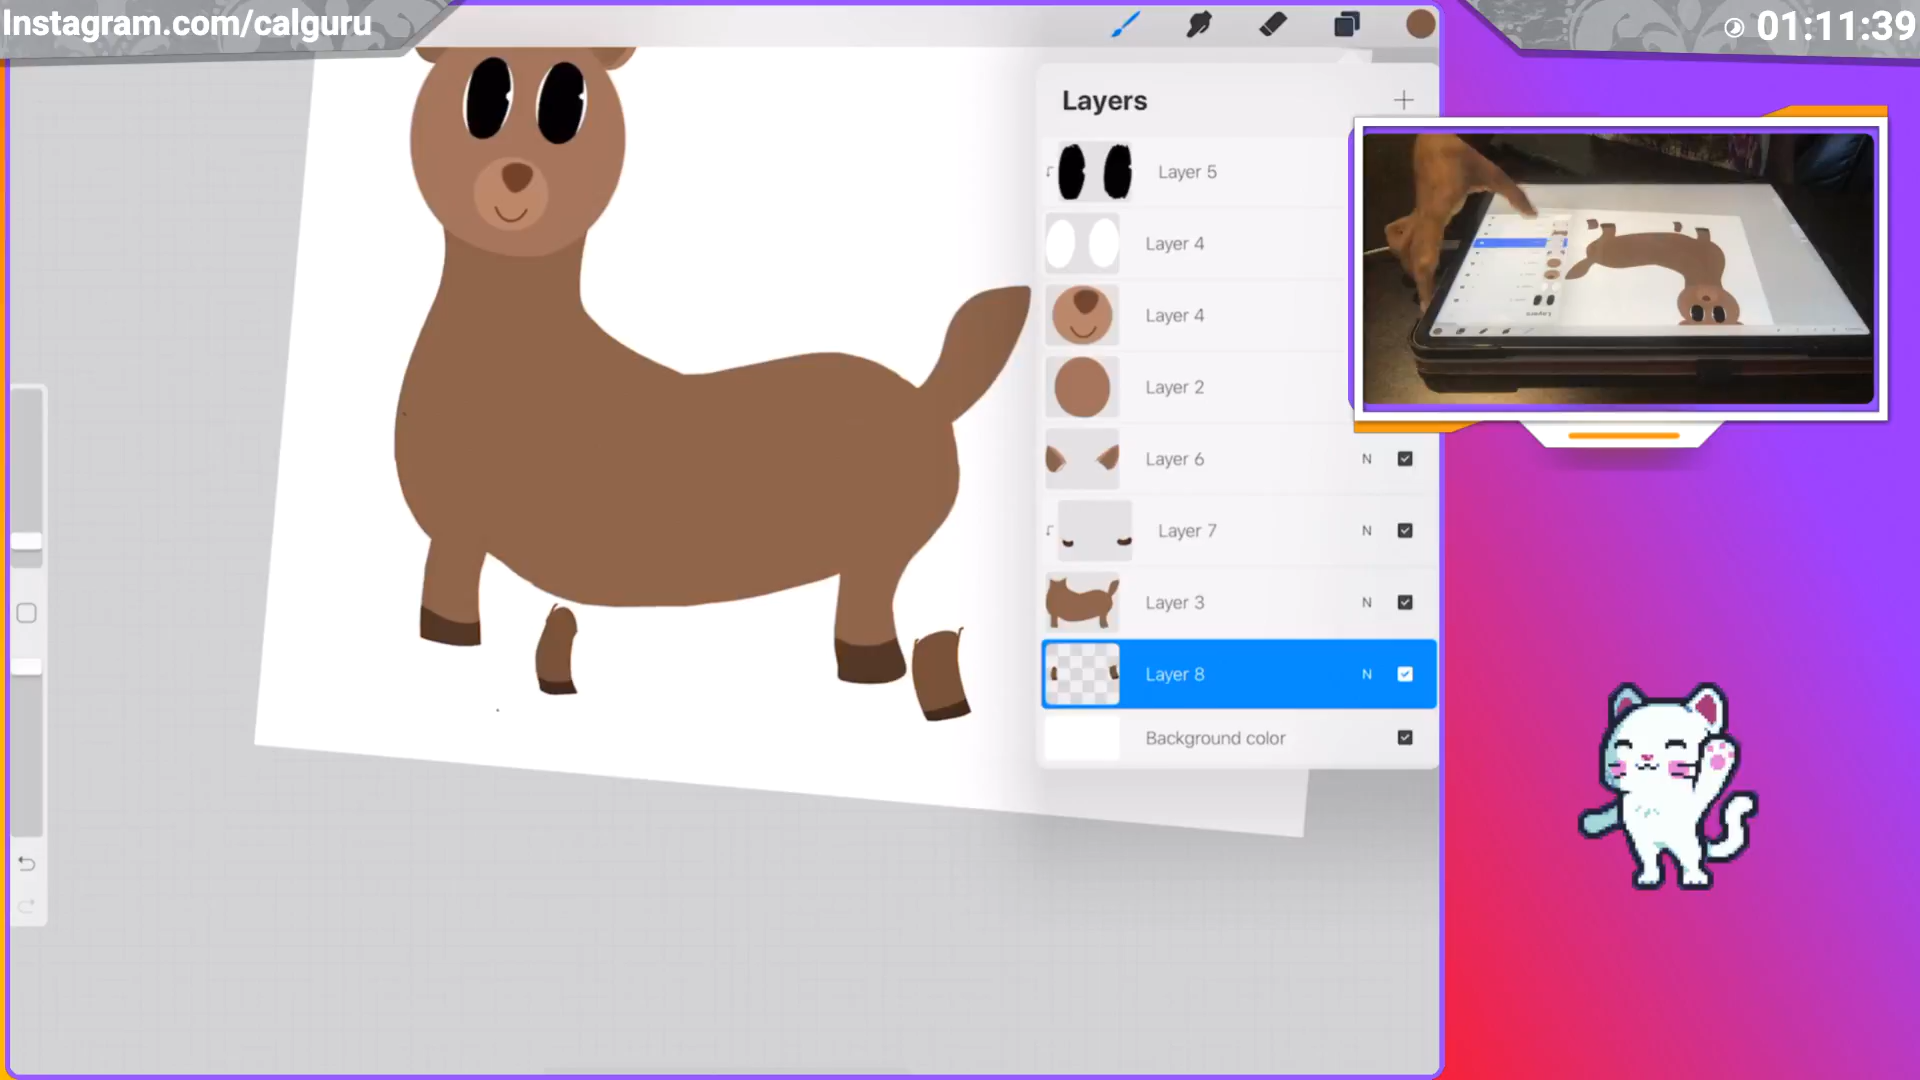 Instagram.com/calguru
01:11:39
Layers
Layer 5
Layer 4
Layer 4
Layer 2
Layer 6 N
Layer 7 N
Layer 3 N
Layer 8 N
Background color